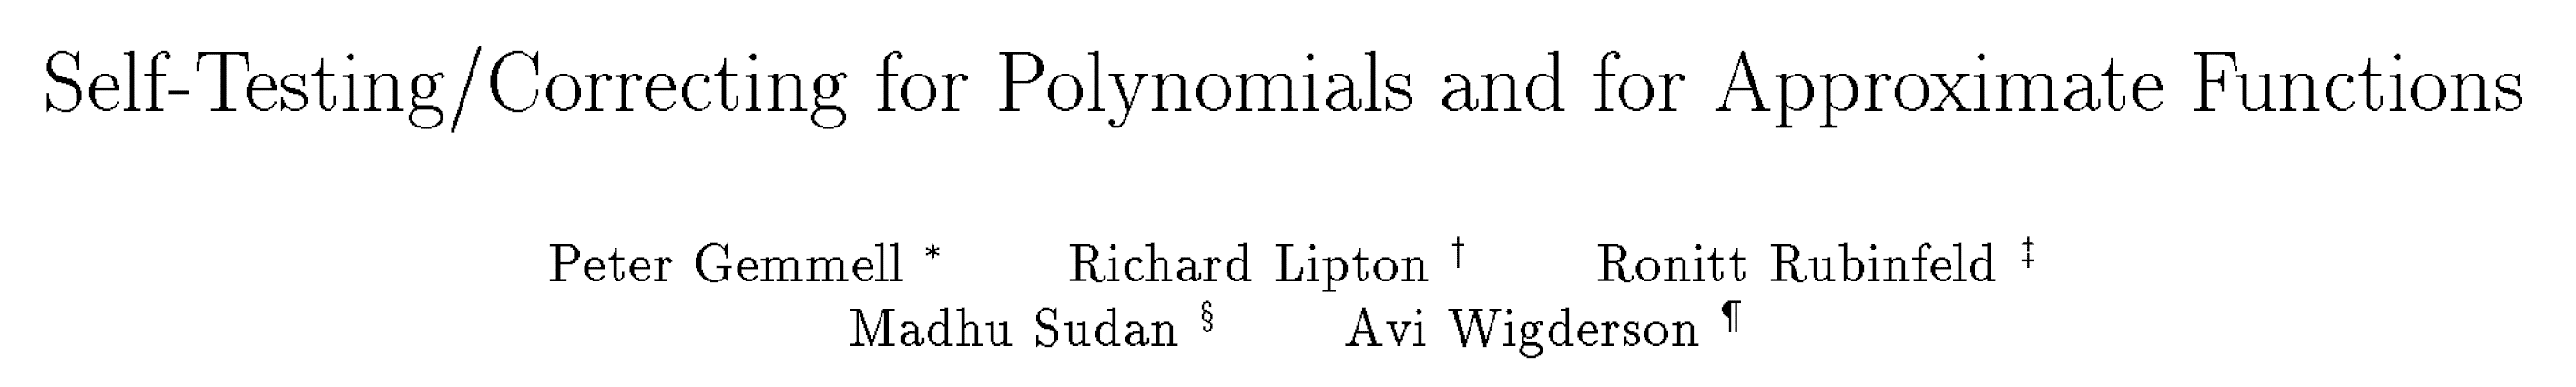 Self-Testing/Correcting for Polynomials and for Approximate Functions
Peter Gemmell * Richard Lipton † Ronitt Rubinfeld ‡
Madhu Sudan § Avi Wigderson ¶